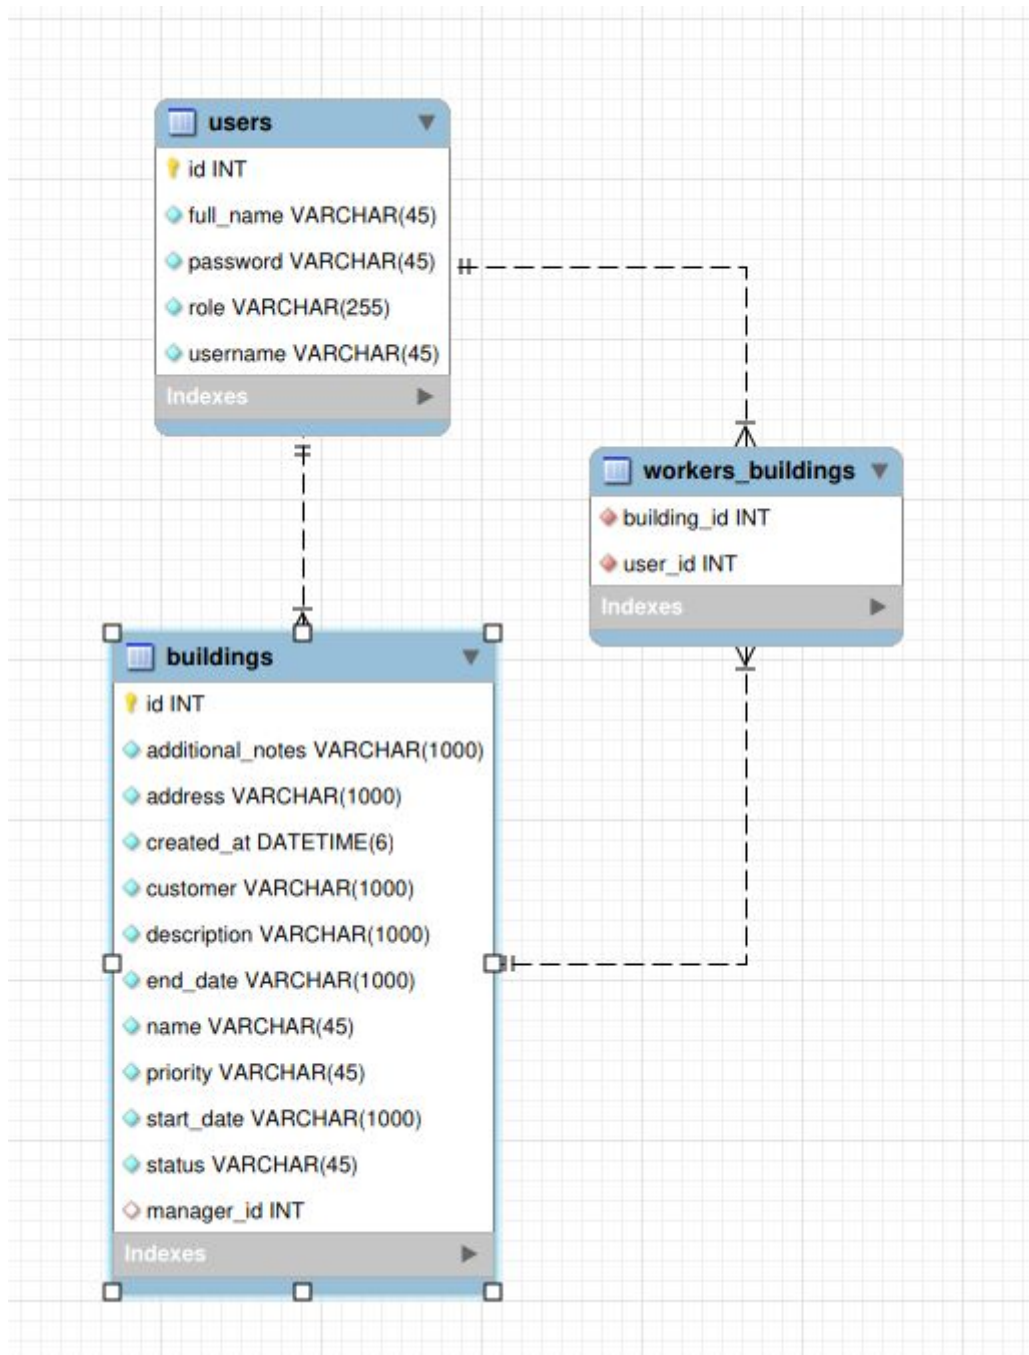 users
id INT
full_name VARCHAR(45)
password VARCHAR(45)
role VARCHAR(255)
username VARCHAR(45)
Indexes
workers_buildings
building_id INT
user_id INT
Indexes
buildings
id INT
additional_notes VARCHAR(1000)
address VARCHAR(1000)
created_at DATETIME(6)
customer VARCHAR(1000)
description VARCHAR(1000)
end_date VARCHAR(1000)
name VARCHAR(45)
priority VARCHAR(45)
start_date VARCHAR(1000)
status VARCHAR(45)
manager_id INT
Indexes